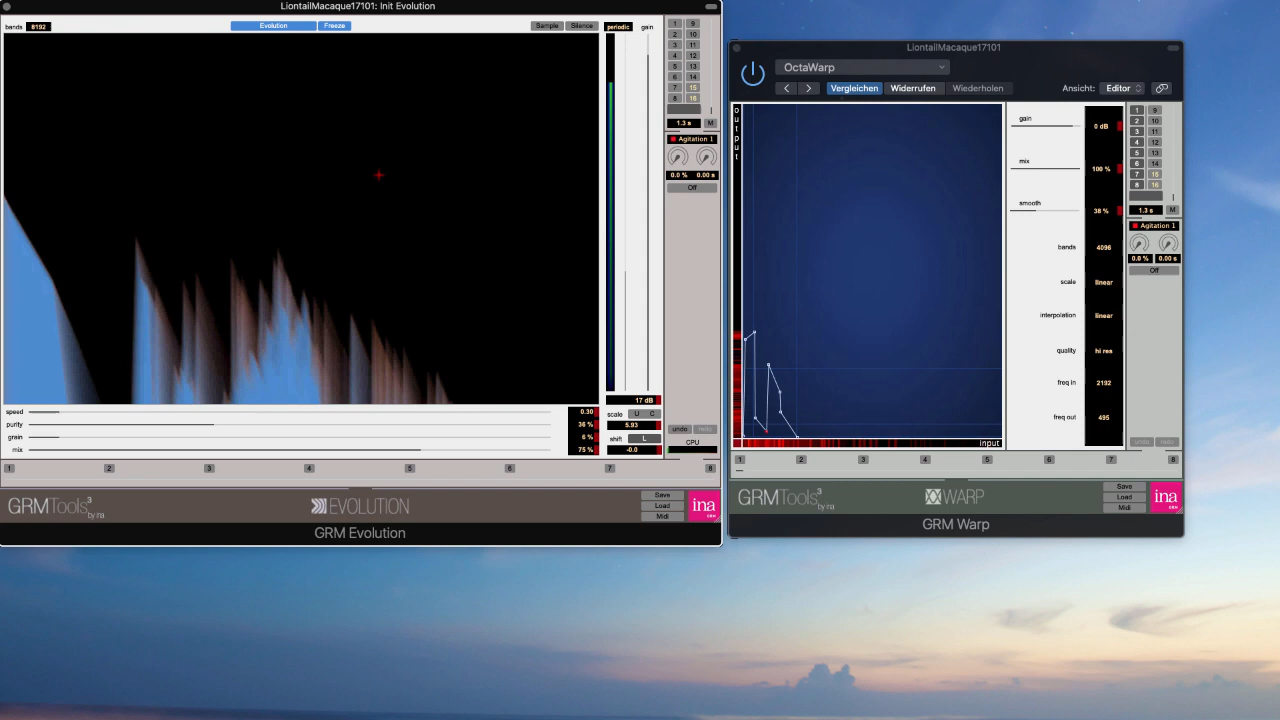 LiontailMacaque17101: Init Evolution
bands 8192 Evolution Freeze Sample Silence periodic gain
1 9
2 10
3 11
4 12
5 13
6 14
7 15
8 16
1.3 s M
Agitation 1
0.0 % 0.00 s
Off
17 dB
speed 0.30 scale U C
purity 36 % 5.93 undo redo
grain 6 % shift L CPU
mix 75 % -0.0
1 2 3 4 5 6 7 8
GRMTools3 by ina EVOLUTION Save Load Midi ina GRM
GRM Evolution
LiontailMacaque17101
OctaWarp
Vergleichen Widerrufen Wiederholen Ansicht: Editor
output
gain 0 dB
mix 100 %
smooth 38 %
bands 4096
scale linear
interpolation linear
quality hi res
freq in 2192
freq out 495
input
1 9
2 10
3 11
4 12
5 13
6 14
7 15
8 16
1.3 s M
Agitation 1
0.0 % 0.00 s
Off
undo redo
1 2 3 4 5 6 7 8
GRMTools3 by ina WARP Save Load Midi ina GRM
GRM Warp